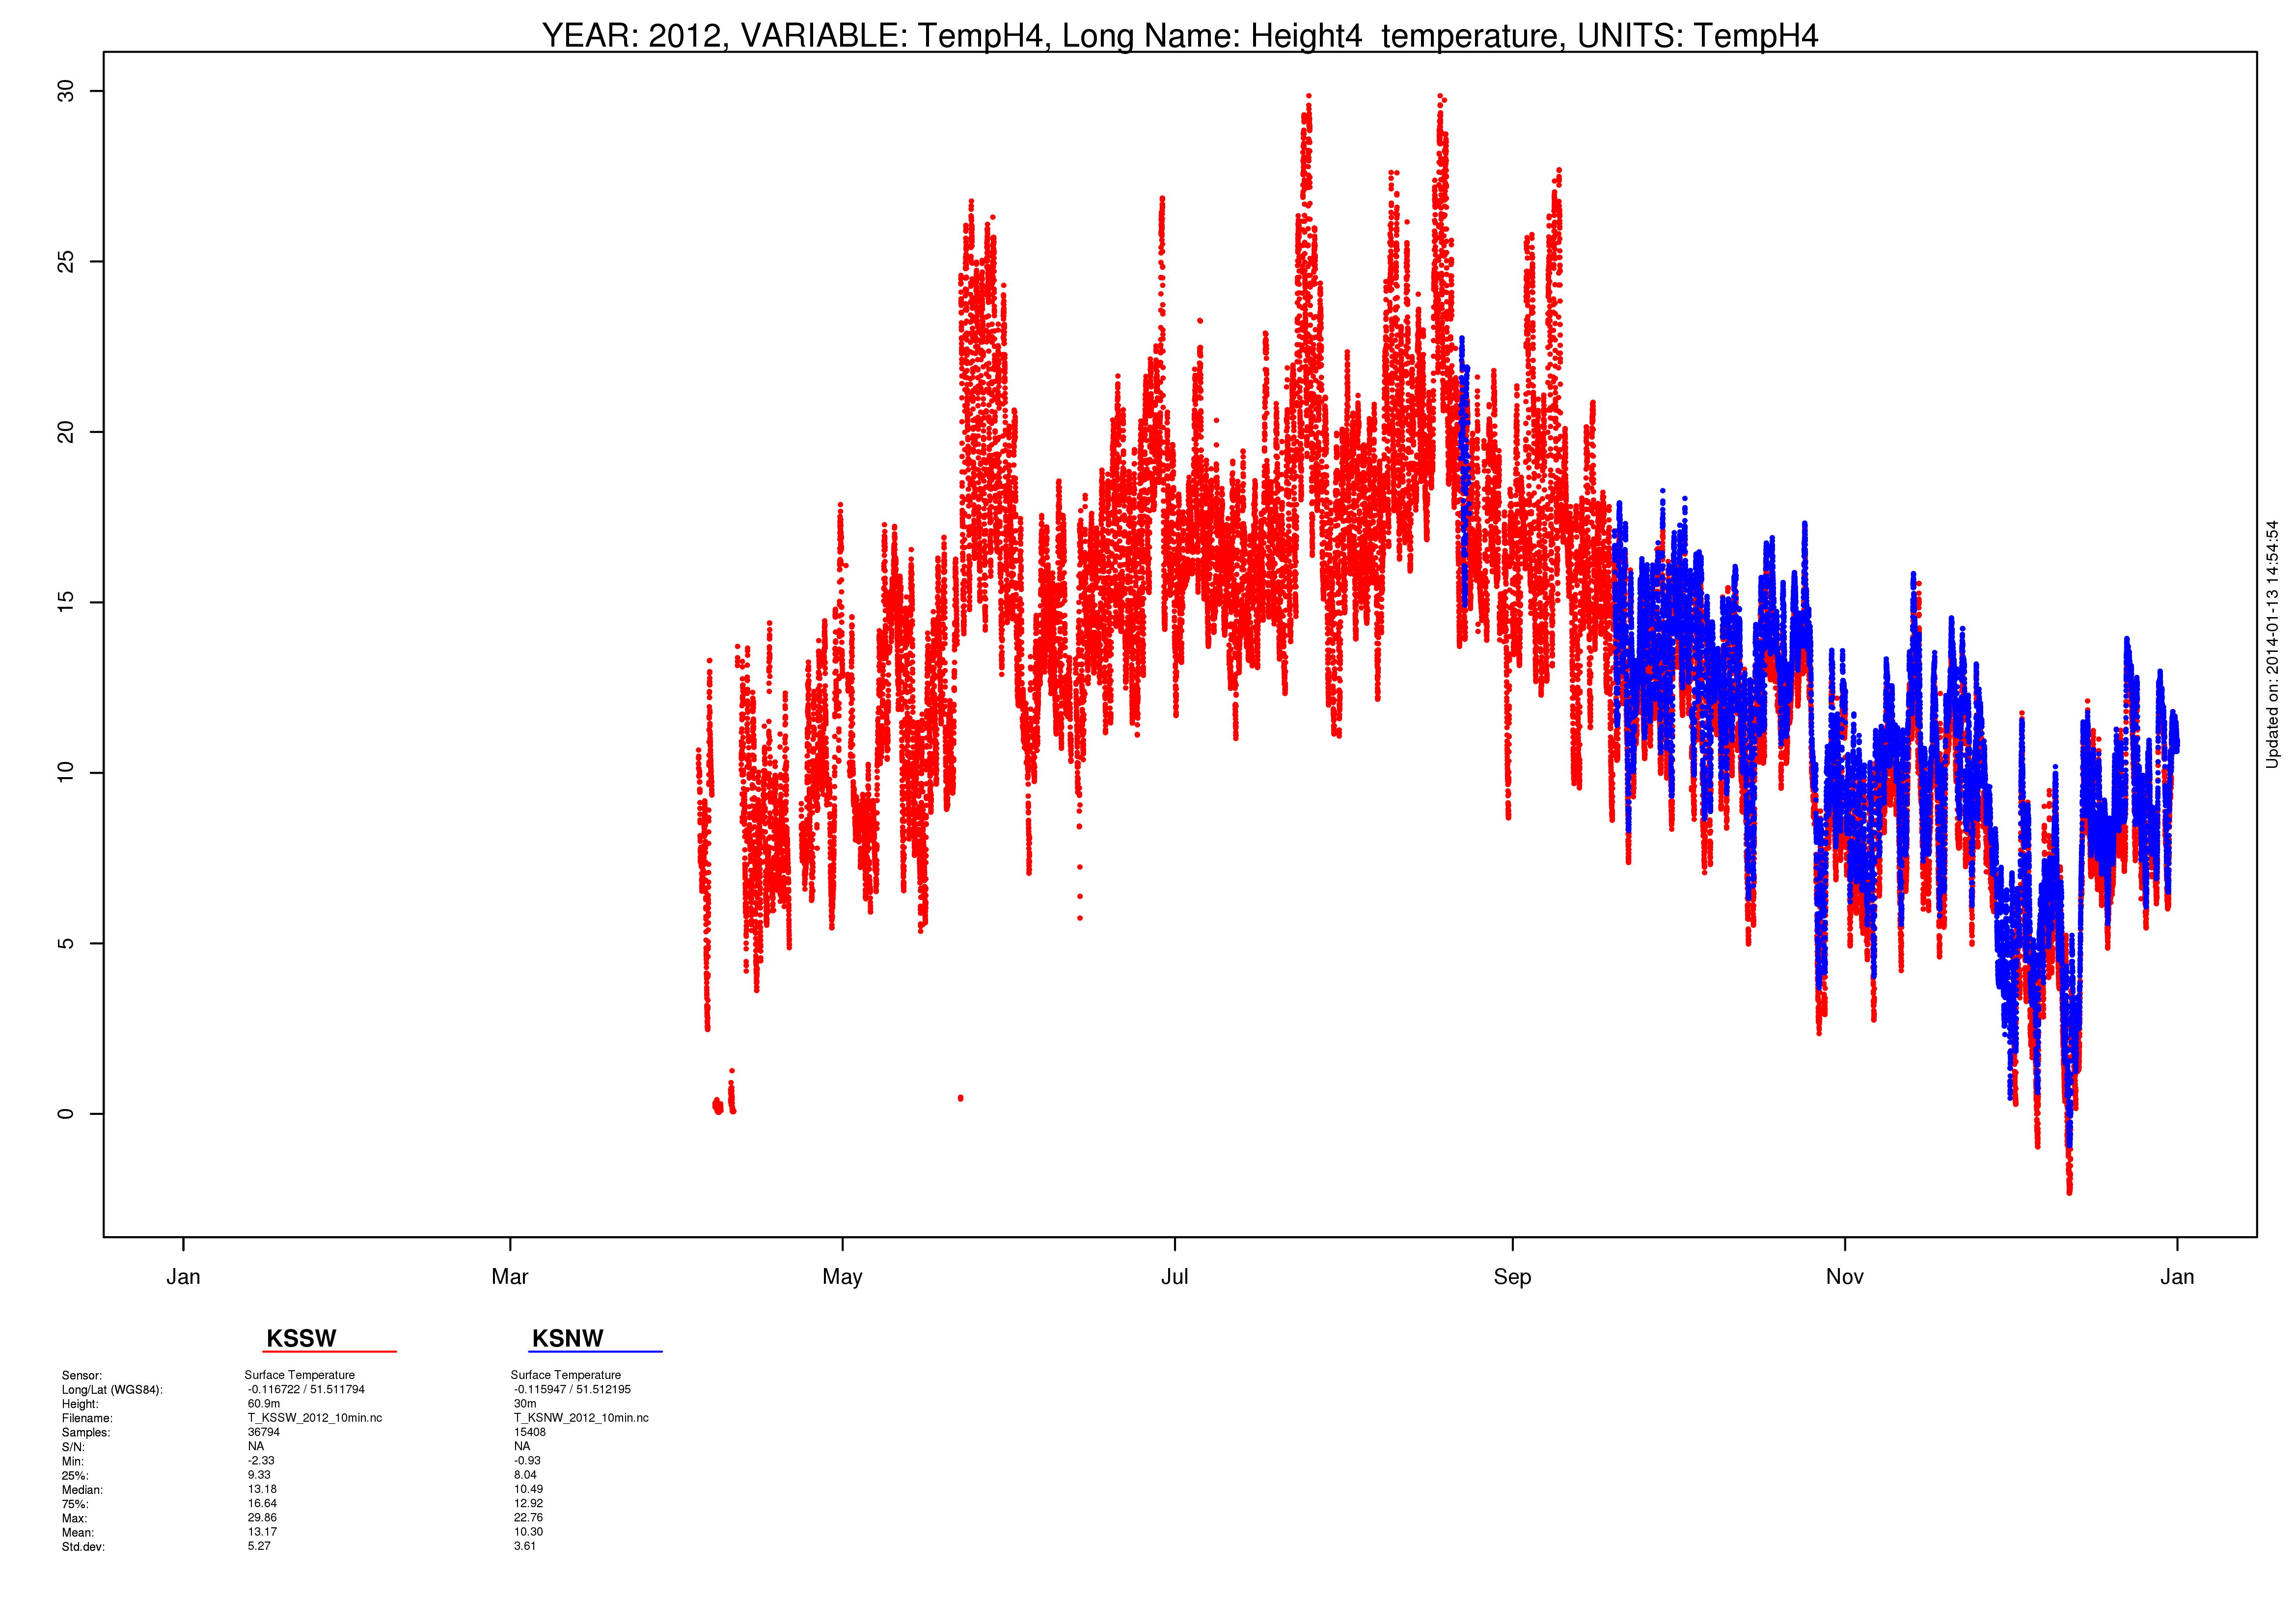 YEAR: 2012, VARIABLE: TempH4, Long Name: Height4  temperature, UNITS: TempH4
30
25
20
15
10
5
0
Jan Mar May Jul Sep Nov Jan
Updated on: 2014-01-13 14:54:54
KSSW KSNW
Sensor: Surface Temperature Surface Temperature
Long/Lat (WGS84): -0.116722 / 51.511794 -0.115947 / 51.512195
Height: 60.9m 30m
Filename: T_KSSW_2012_10min.nc T_KSNW_2012_10min.nc
Samples: 36794 15408
S/N: NA NA
Min: -2.33 -0.93
25%: 9.33 8.04
Median: 13.18 10.49
75%: 16.64 12.92
Max: 29.86 22.76
Mean: 13.17 10.30
Std.dev: 5.27 3.61